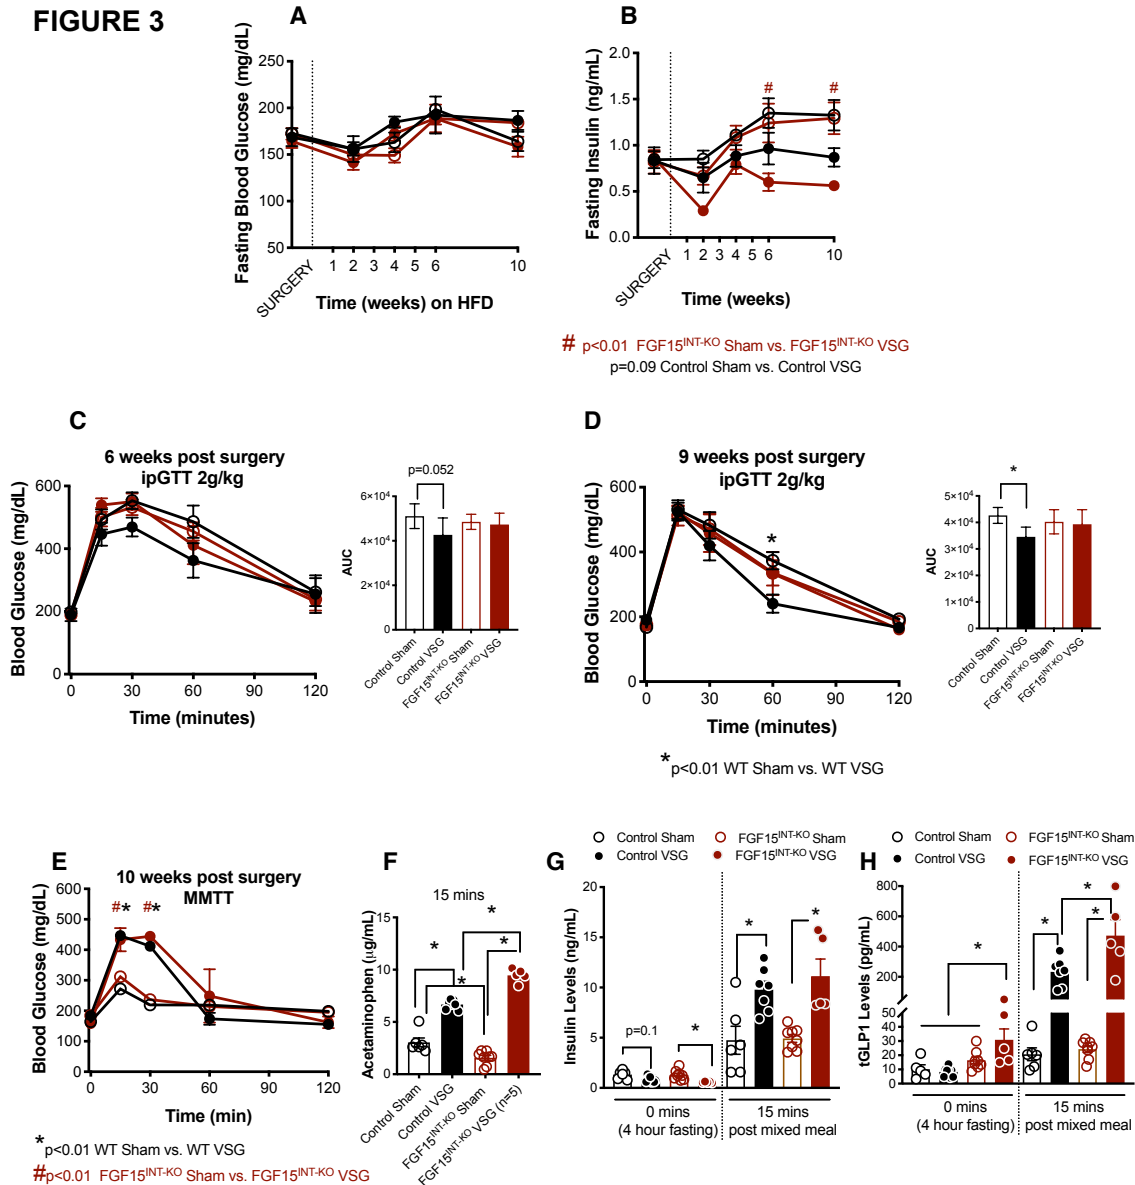 FIGURE 3
A
Fasting Blood Glucose (mg/dL)
250
200
150
100
50
SURGERY
1 2 3 4 5 6 10
Time (weeks) on HFD
B
Fasting Insulin (ng/mL)
2.0
1.5
1.0
0.5
0.0
# #
SURGERY
1 2 3 4 5 6 10
Time (weeks)
# p<0.01 FGF15INT-KO Sham vs. FGF15INT-KO VSG
p=0.09 Control Sham vs. Control VSG
C
6 weeks post surgery
ipGTT 2g/kg
Blood Glucose (mg/dL)
600
400
200
0
0 30 60 90 120
Time (minutes)
p=0.052
AUC
6×10⁴
4×10⁴
2×10⁴
0
Control Sham
Control VSG
FGF15INT-KO Sham
FGF15INT-KO VSG
D
9 weeks post surgery
ipGTT 2g/kg
Blood Glucose (mg/dL)
600
400
200
0
*
0 30 60 90 120
Time (minutes)
*
AUC
5×10⁴
4×10⁴
3×10⁴
2×10⁴
1×10⁴
0
Control Sham
Control VSG
FGF15INT-KO Sham
FGF15INT-KO VSG
*p<0.01 WT Sham vs. WT VSG
E
10 weeks post surgery
MMTT
Blood Glucose (mg/dL)
600
500
400
300
200
100
0
#* #*
0 30 60 90 120
Time (min)
*p<0.01 WT Sham vs. WT VSG
#p<0.01 FGF15INT-KO Sham vs. FGF15INT-KO VSG
F
15 mins
Acetaminophen (µg/mL)
15
10
5
0
* * * *
Control Sham
Control VSG
FGF15INT-KO Sham
FGF15INT-KO VSG (n=5)
Control Sham FGF15INT-KO Sham
Control VSG FGF15INT-KO VSG
G
Insulin Levels (ng/mL)
20
15
10
5
0
p=0.1 * * *
0 mins
(4 hour fasting)
15 mins
post mixed meal
Control Sham FGF15INT-KO Sham
Control VSG FGF15INT-KO VSG
H
tGLP1 Levels (pg/mL)
800
600
400
200
50
40
30
20
10
0
* * * *
0 mins
(4 hour fasting)
15 mins
post mixed meal